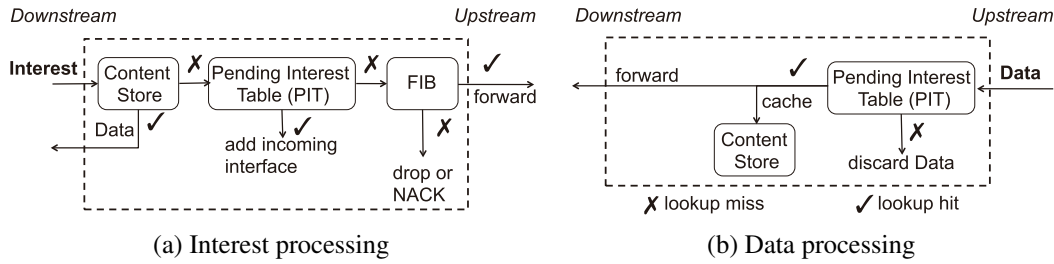 Downstream
Upstream
Interest
Content
Store
✗
Pending Interest
Table (PIT)
✗
FIB
✓
forward
Data
✓
✓
add incoming
interface
✗
drop or
NACK
(a) Interest processing
Downstream
Upstream
forward
✓
cache
Pending Interest
Table (PIT)
Data
Content
Store
✗
discard Data
✗ lookup miss
✓ lookup hit
(b) Data processing